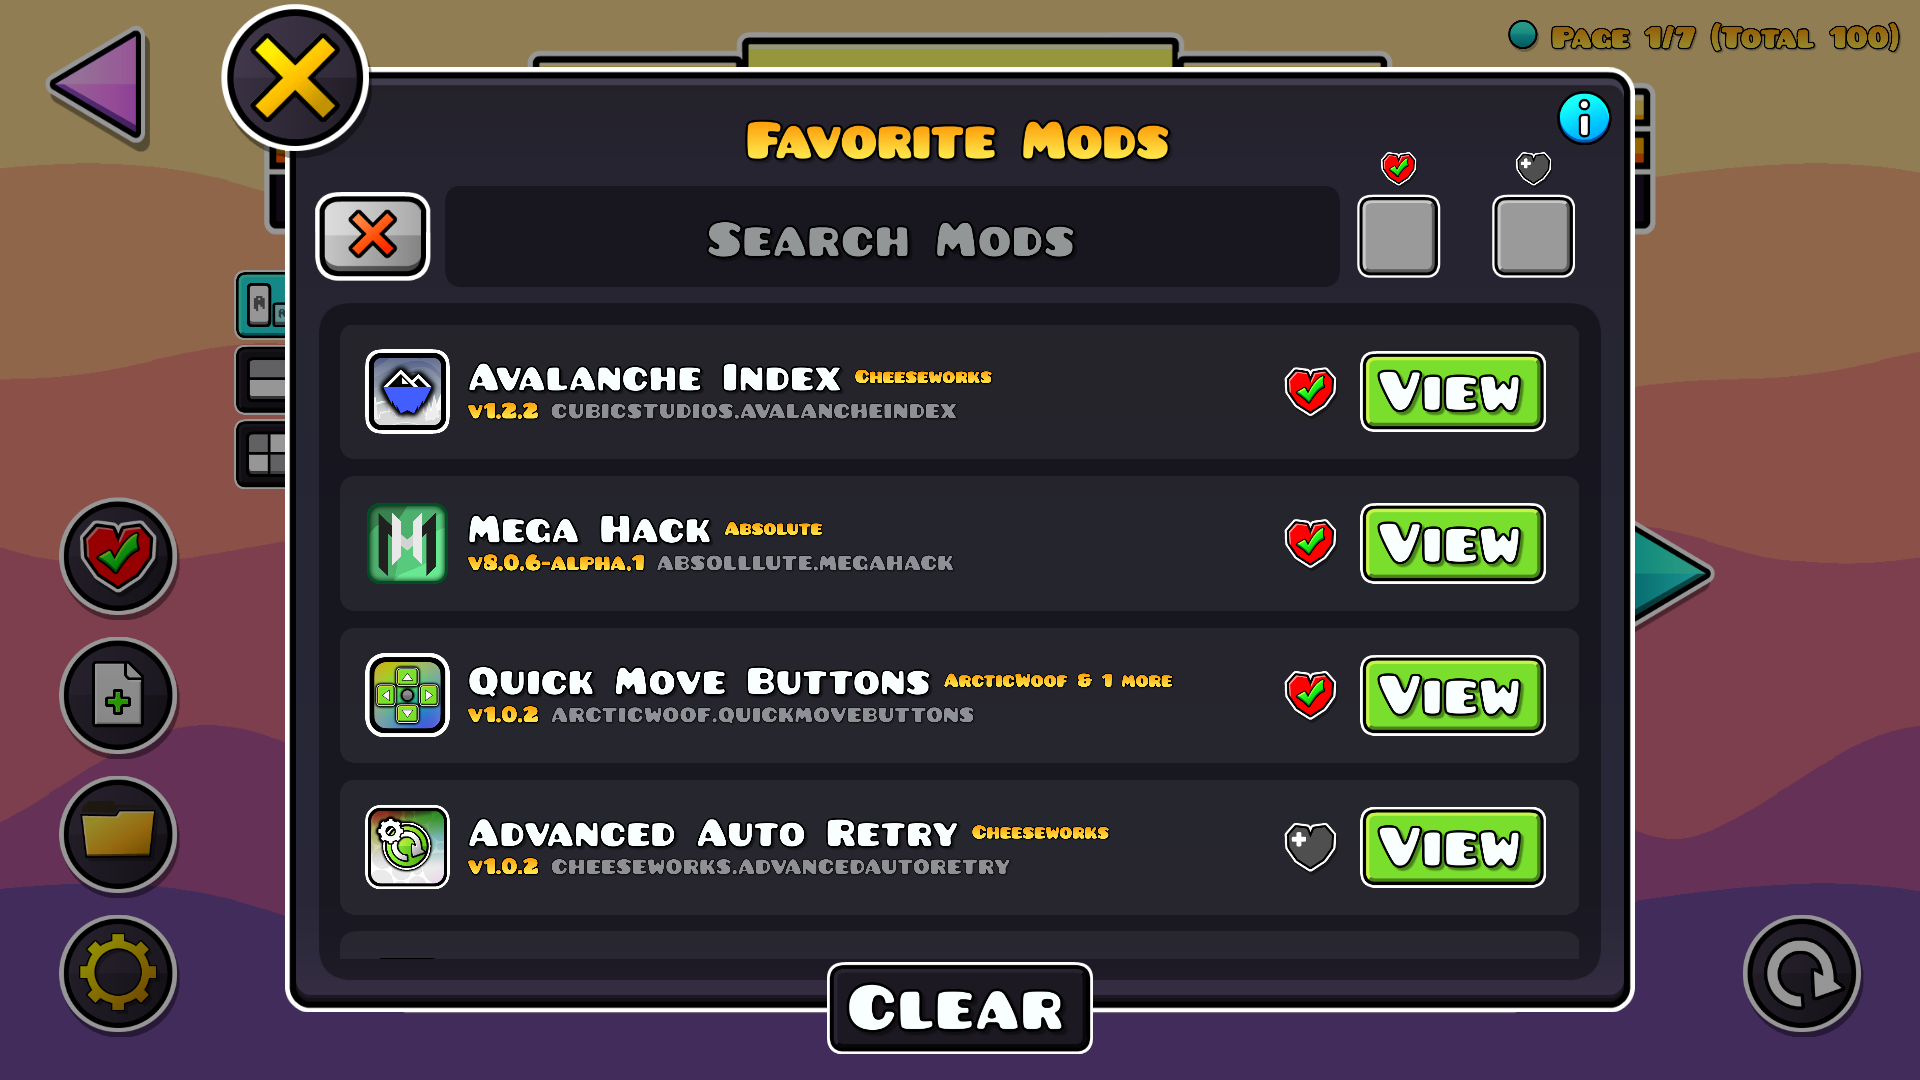 Page 1/7 (Total 100)
Favorite Mods
Search Mods
Avalanche Index Cheeseworks
v1.2.2 cubicstudios.avalancheindex
View
Mega Hack Absolute
v8.0.6-alpha.1 absolllute.megahack
View
Quick Move Buttons ArcticWoof & 1 more
v1.0.2 arcticwoof.quickmovebuttons
View
Advanced Auto Retry Cheeseworks
v1.0.2 cheeseworks.advancedautoretry
View
Clear